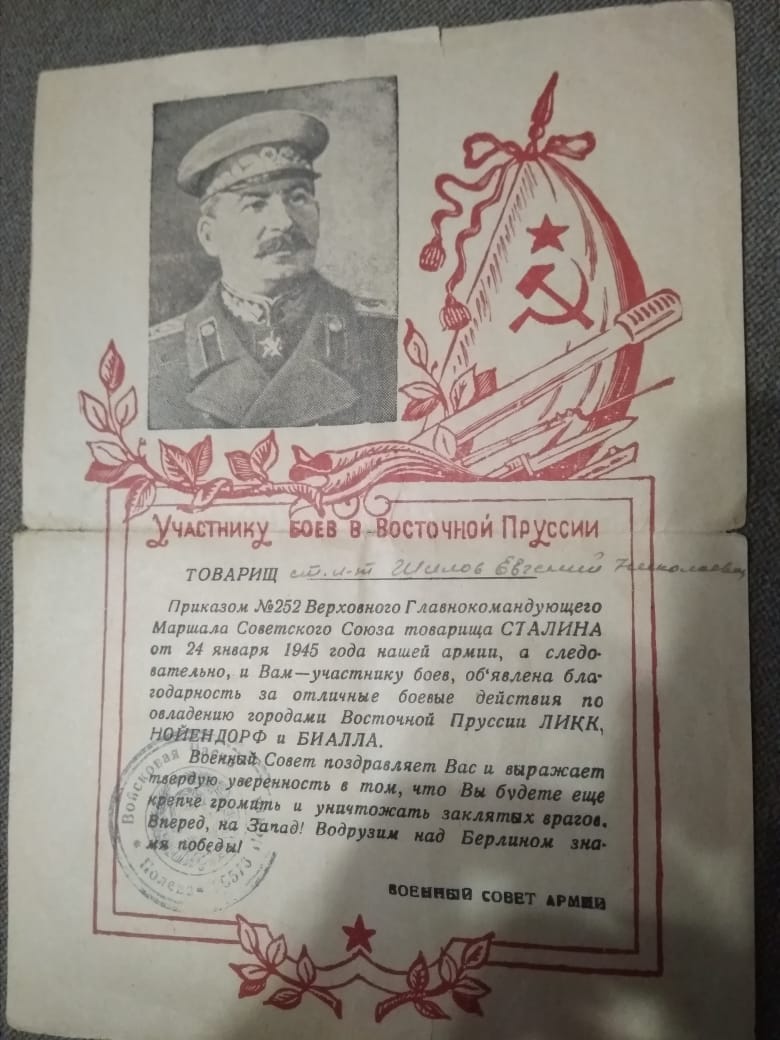 Участнику боев в Восточной Пруссии
ТОВАРИЩ ст. л-т Шилов Евгений Николаевич
Приказом №252 Верховного Главнокомандующего
Маршала Советского Союза товарища СТАЛИНА
от 24 января 1945 года нашей армии, а следо-
вательно, и Вам—участнику боев, об‘явлена бла-
годарность за отличные боевые действия по
овладению городами Восточной Пруссии ЛИКК,
НОЙЕНДОРФ и БИАЛЛА.
Военный Совет поздравляет Вас и выражает
твердую уверенность в том, что Вы будете еще
крепче громить и уничтожать заклятых врагов.
Вперед, на Запад! Водрузим над Берлином зна-
мя победы!
ВОЕННЫЙ СОВЕТ АРМИИ
Войсковая